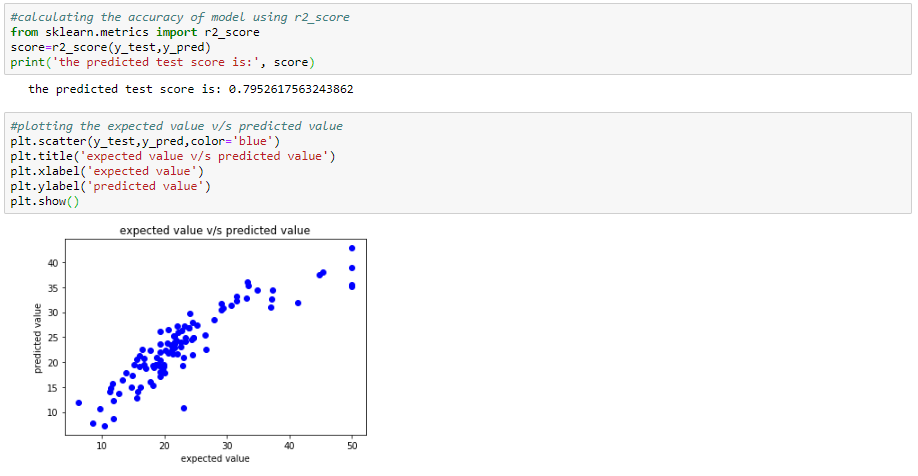 #calculating the accuracy of model using r2_score
from sklearn.metrics import r2_score
score=r2_score(y_test,y_pred)
print('the predicted test score is:', score)
the predicted test score is: 0.7952617563243862
#plotting the expected value v/s predicted value
plt.scatter(y_test,y_pred,color='blue')
plt.title('expected value v/s predicted value')
plt.xlabel('expected value')
plt.ylabel('predicted value')
plt.show()
expected value v/s predicted value
predicted value
40
35
30
25
20
15
10
10 20 30 40 50
expected value